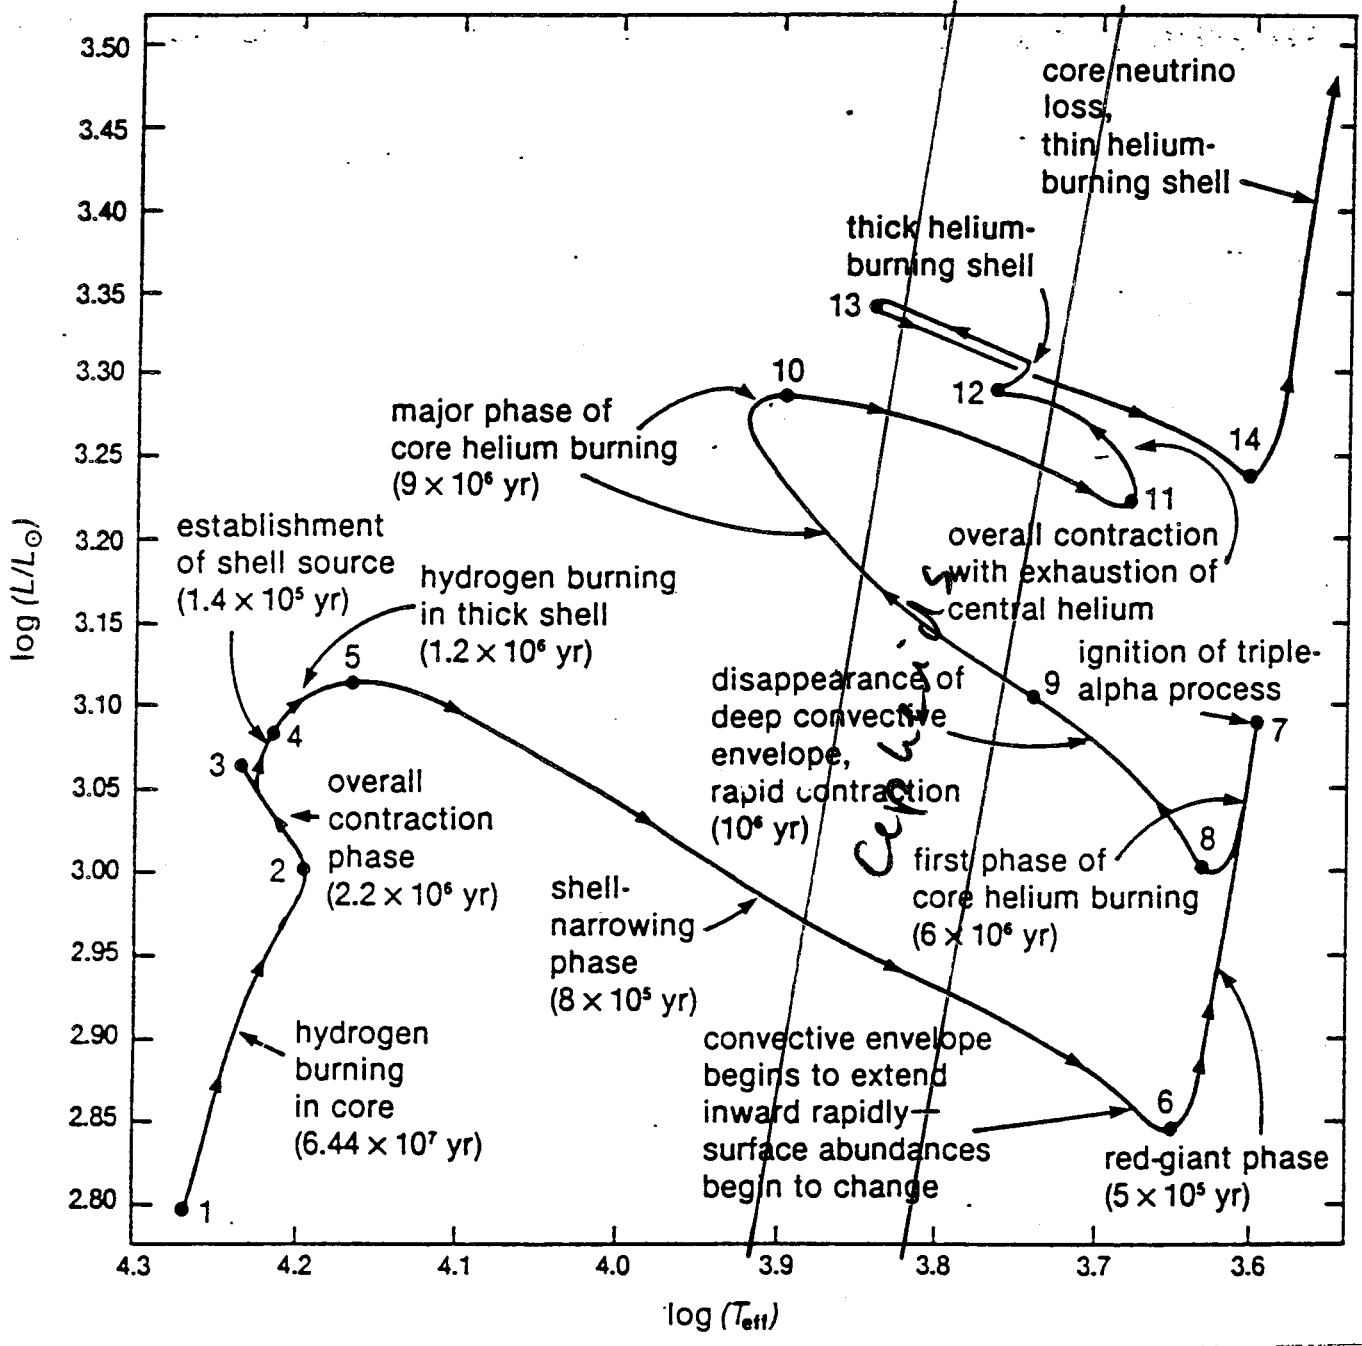 3.50
3.45
3.40
3.35
3.30
3.25
3.20
3.15
3.10
3.05
3.00
2.95
2.90
2.85
2.80
log (L/L☉)
4.3
4.2
4.1
4.0
3.9
3.8
3.7
3.6
log (Teff)
core neutrino
loss,
thin helium-
burning shell
thick helium-
burning shell
13
10
12
14
11
major phase of
core helium burning
(9 × 10⁶ yr)
establishment
of shell source
(1.4 × 10⁵ yr)
hydrogen burning
in thick shell
(1.2 × 10⁶ yr)
overall contraction
with exhaustion of
central helium
ignition of triple-
alpha process
5
4
3
2
1
9
7
8
6
disappearance of
deep convective
envelope,
rapid contraction
(10⁶ yr)
Cepheids
overall
contraction
phase
(2.2 × 10⁶ yr)
first phase of
core helium burning
(6 × 10⁶ yr)
shell-
narrowing
phase
(8 × 10⁵ yr)
hydrogen
burning
in core
(6.44 × 10⁷ yr)
convective envelope
begins to extend
inward rapidly—
surface abundances
begin to change
red-giant phase
(5 × 10⁵ yr)